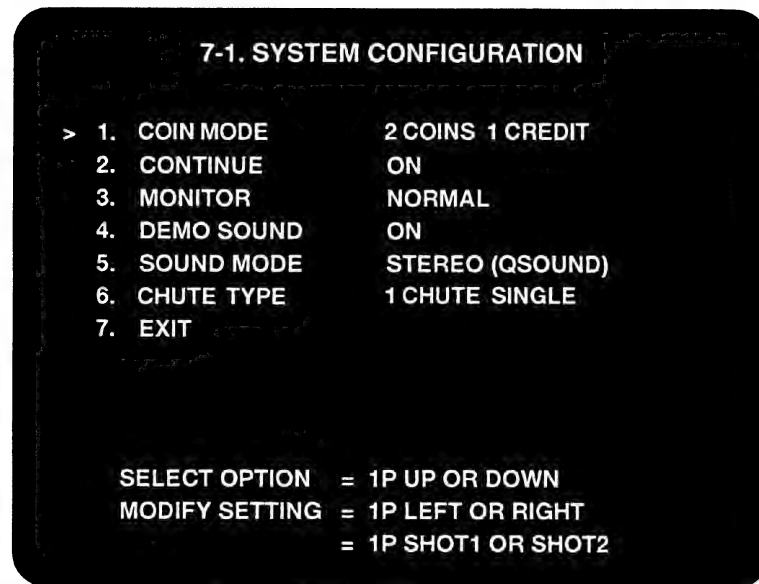 7-1. SYSTEM CONFIGURATION
> 1. COIN MODE 2 COINS 1 CREDIT
2. CONTINUE ON
3. MONITOR NORMAL
4. DEMO SOUND ON
5. SOUND MODE STEREO (QSOUND)
6. CHUTE TYPE 1 CHUTE SINGLE
7. EXIT
SELECT OPTION = 1P UP OR DOWN
MODIFY SETTING = 1P LEFT OR RIGHT
= 1P SHOT1 OR SHOT2